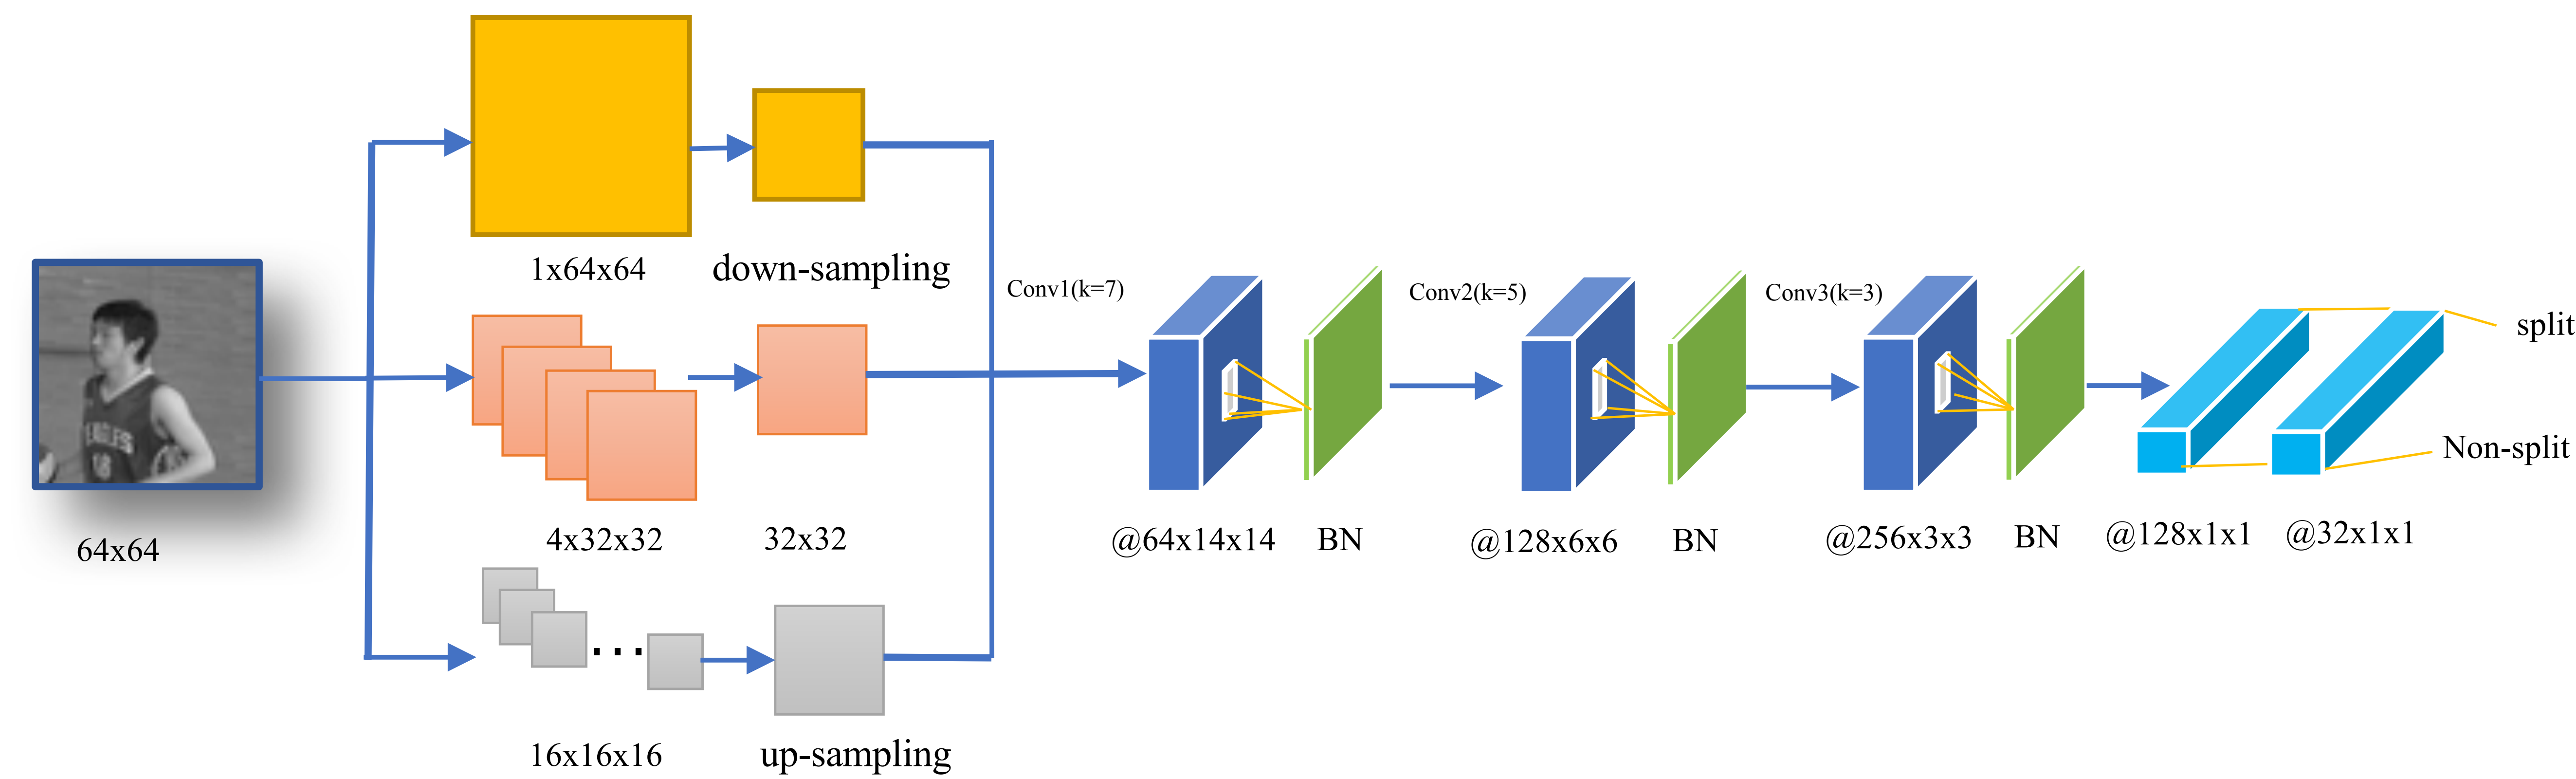 1x64x64
down-sampling
64x64
EAGLES
4x32x32
32x32
16x16x16
up-sampling
Conv1(k=7)
@64x14x14
BN
Conv2(k=5)
@128x6x6
BN
Conv3(k=3)
@256x3x3
BN
@128x1x1
@32x1x1
split
Non-split